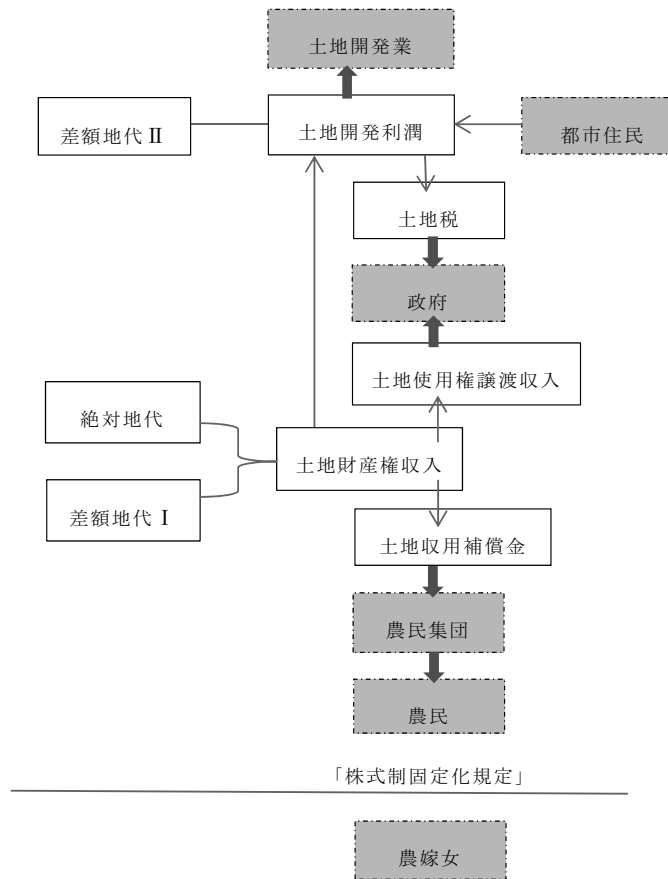 土地開発業
差額地代Ⅱ
土地開発利潤
都市住民
土地税
政府
土地使用権譲渡収入
絶対地代
土地財産権収入
差額地代Ⅰ
土地収用補償金
農民集団
農民
「株式制固定化規定」
農嫁女